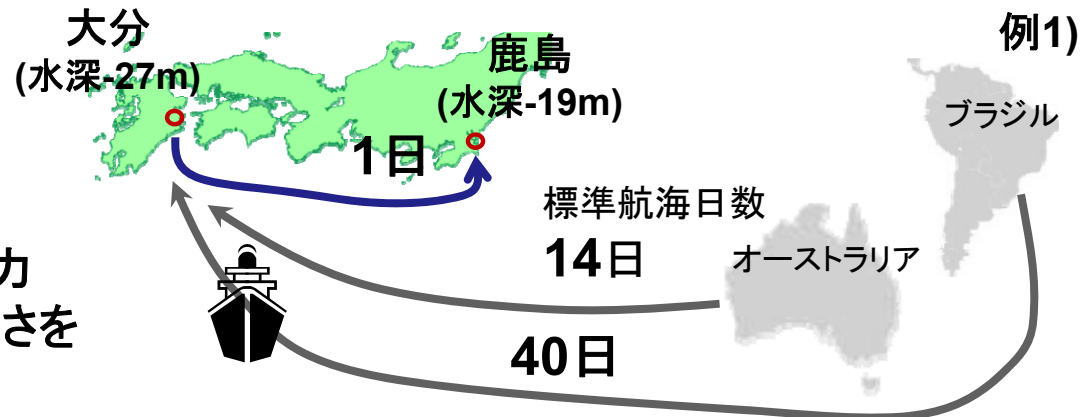 大分
(水深-27m)
鹿島
(水深-19m)
例1)
ブラジル
1日
標準航海日数
14日
オーストラリア
力
さを
40日